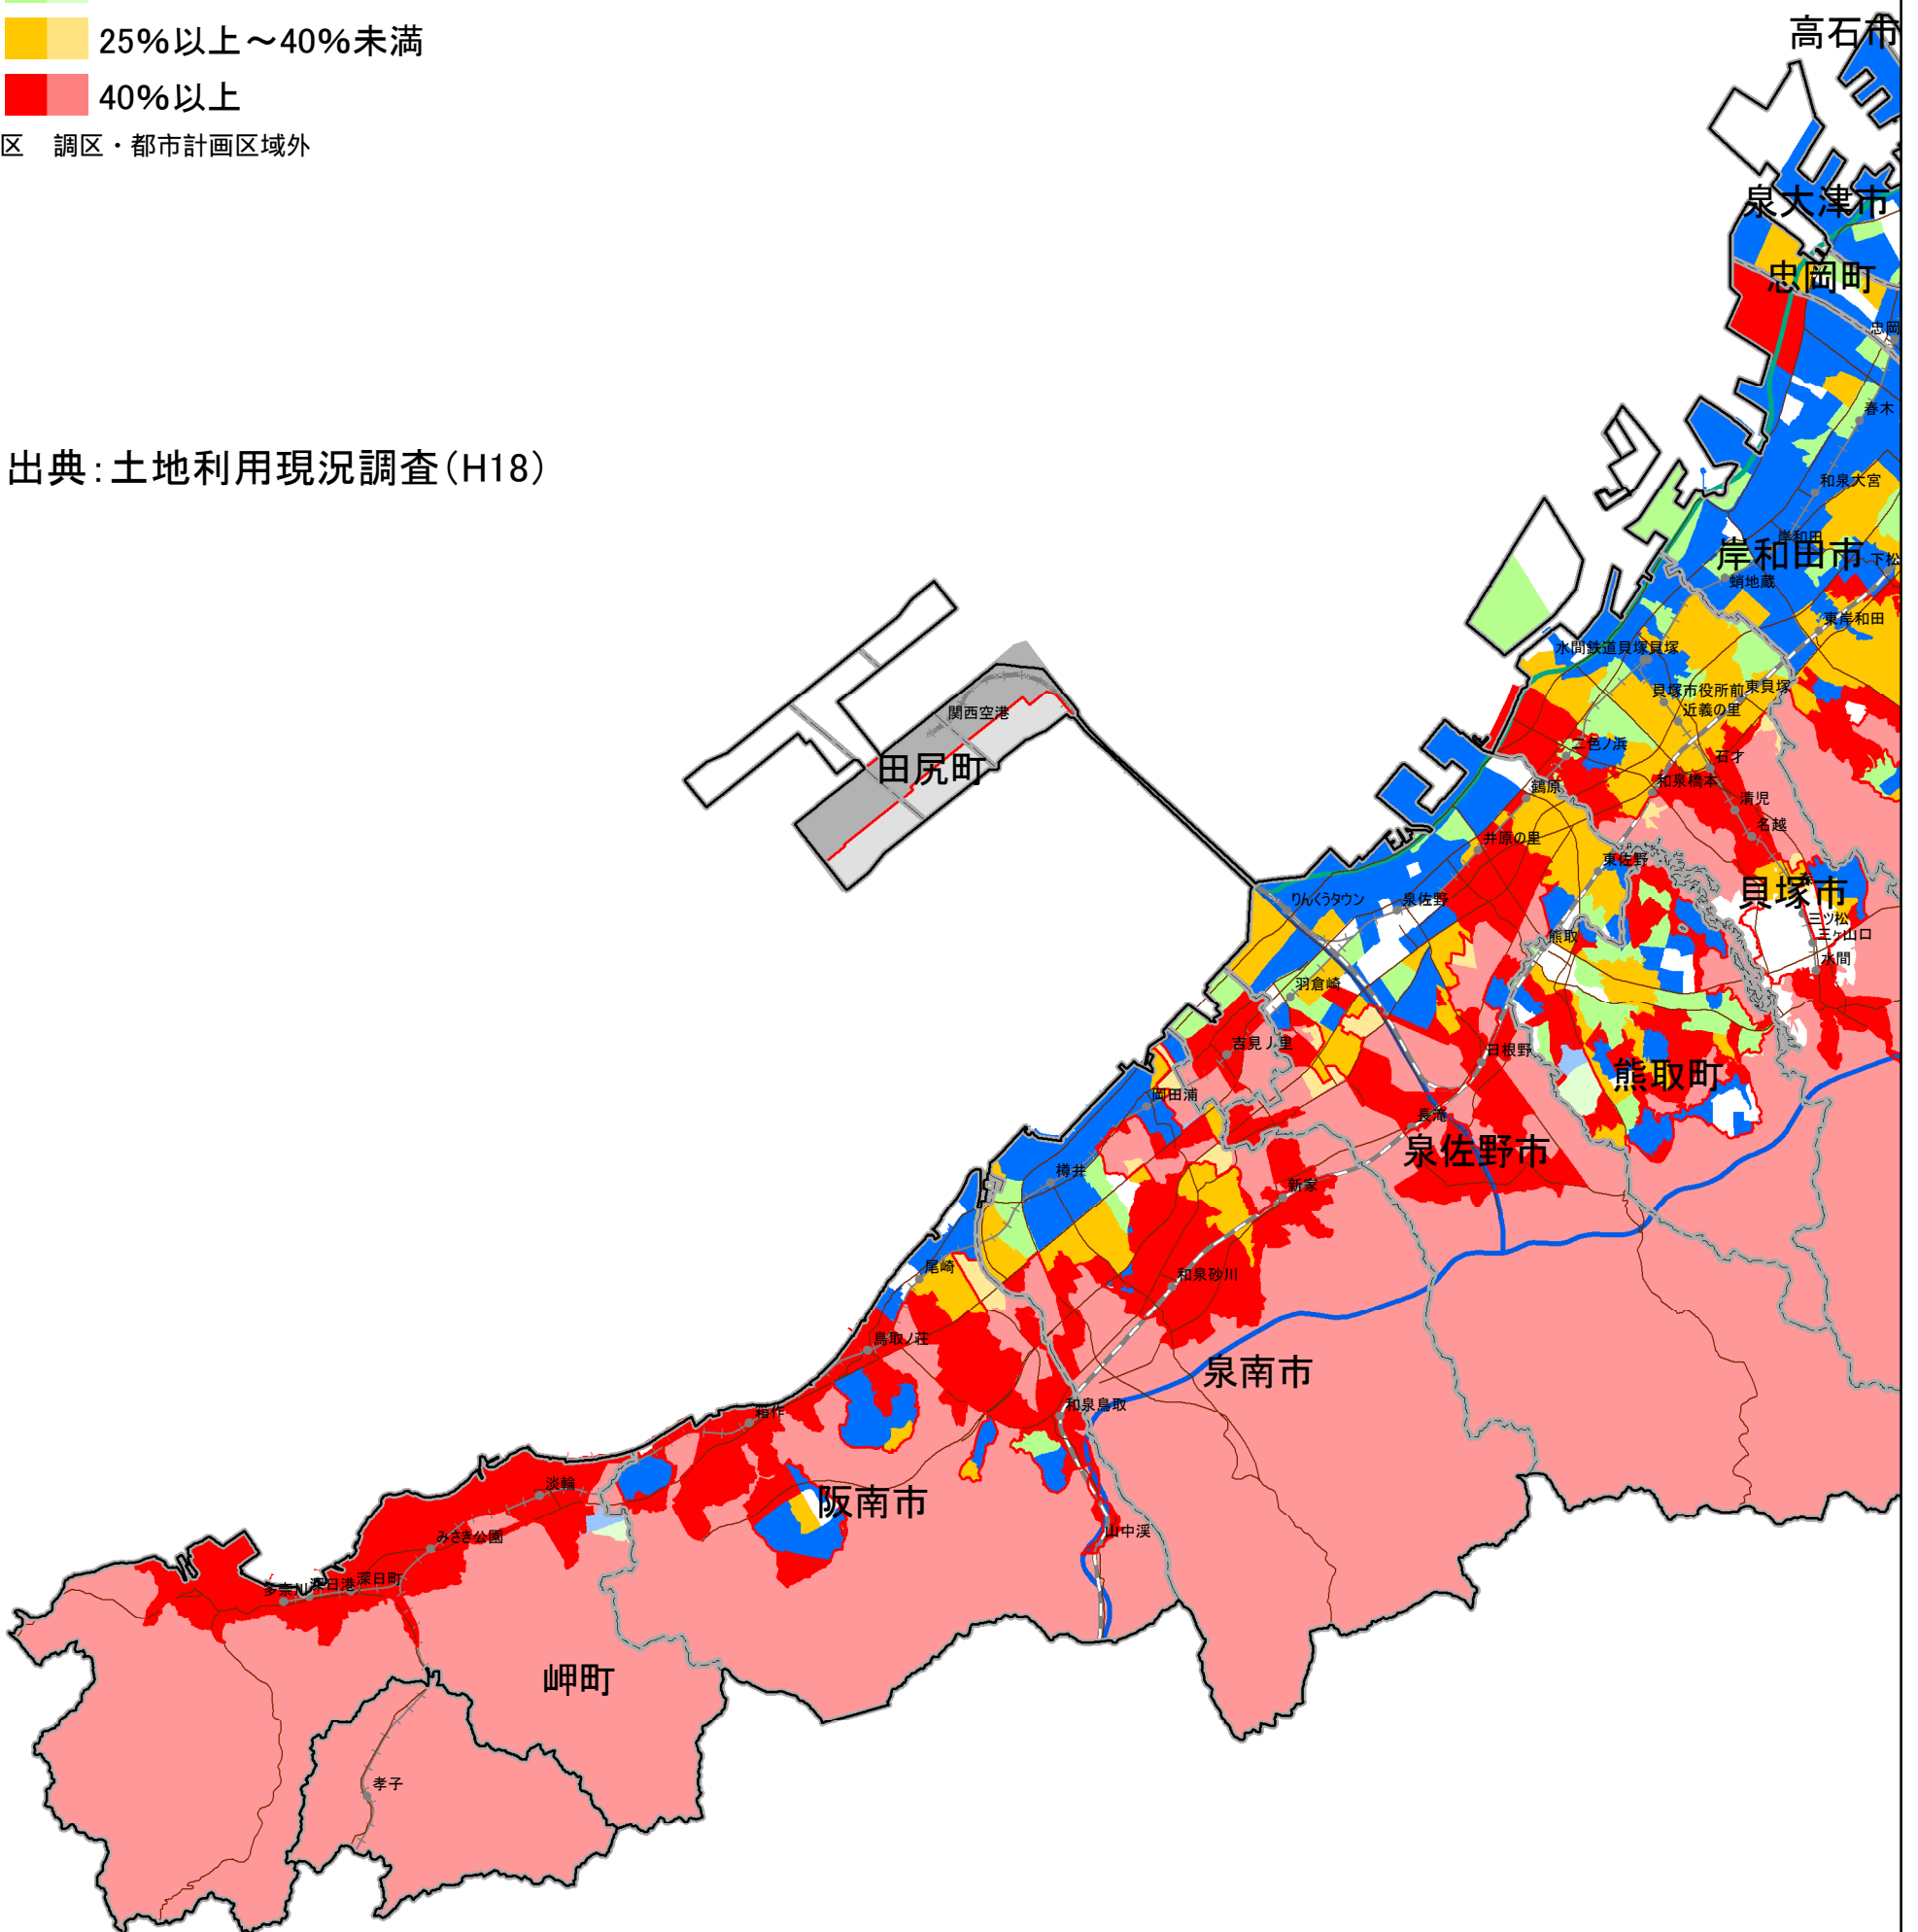 25%以上～40%未満
40%以上
区　調区・都市計画区域外
出典：土地利用現況調査（H18）
高石市
泉大津市
忠岡町
忠岡
春木
和泉大宮
岸和田
岸和田市
下松
蛸地蔵
東岸和田
水間鉄道貝塚貝塚
貝塚市役所前
東貝塚
近義の里
関西空港
田尻町
二色ノ浜
石才
鶴原
和泉橋本
清児
名越
井原の里
東佐野
森
貝塚市
りんくうタウン
泉佐野
三ツ松
三ヶ山口
熊取
水間
羽倉崎
吉見ノ里
日根野
熊取町
岡田浦
長滝
泉佐野市
樽井
新家
尾崎
和泉砂川
鳥取ノ荘
泉南市
箱作
和泉鳥取
淡輪
阪南市
山中渓
みさき公園
多奈川
深日港
深日町
岬町
孝子